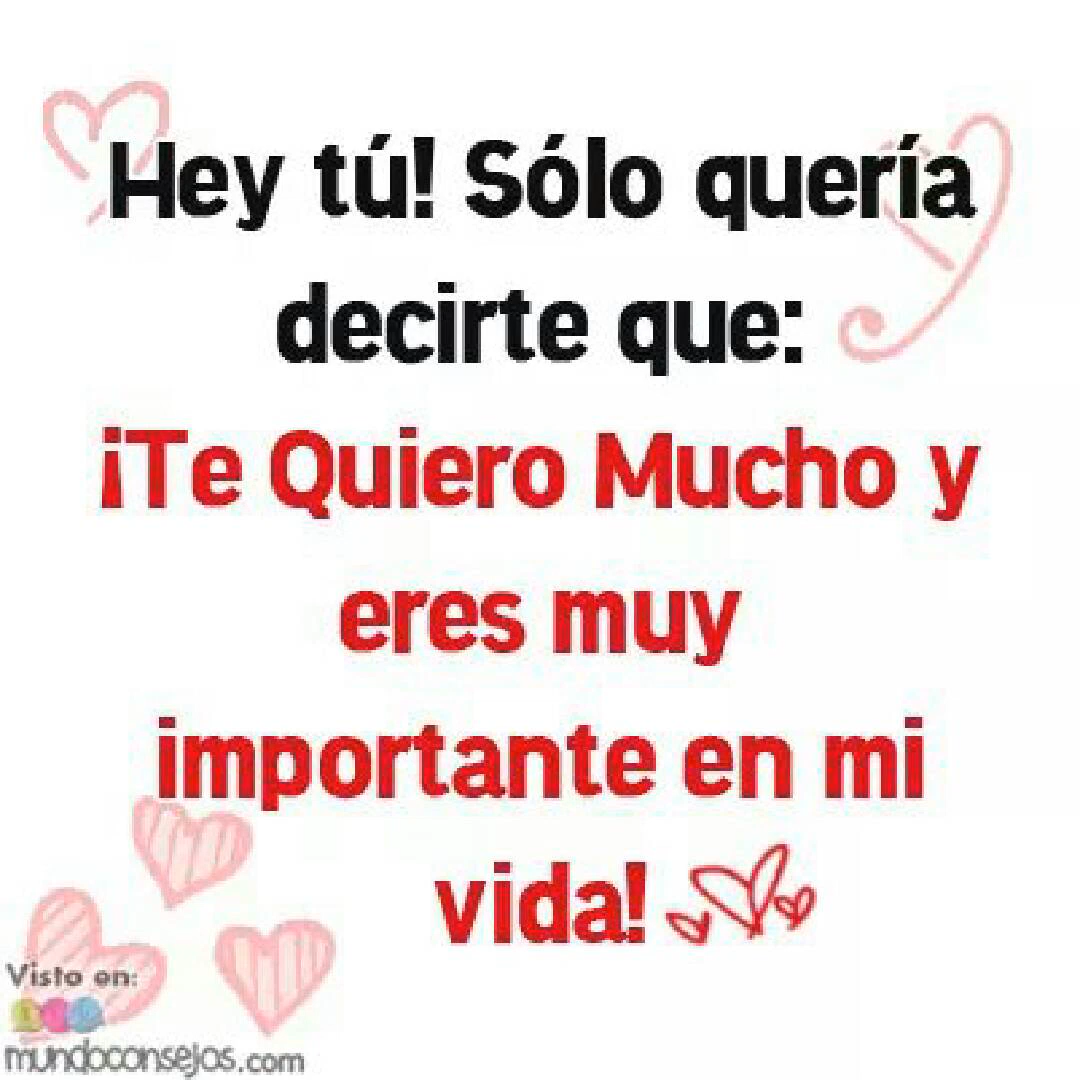 Hey tú! Sólo quería
decirte que:
¡Te Quiero Mucho y
eres muy
importante en mi
vida!
Visto en:
mundoconsejos.com